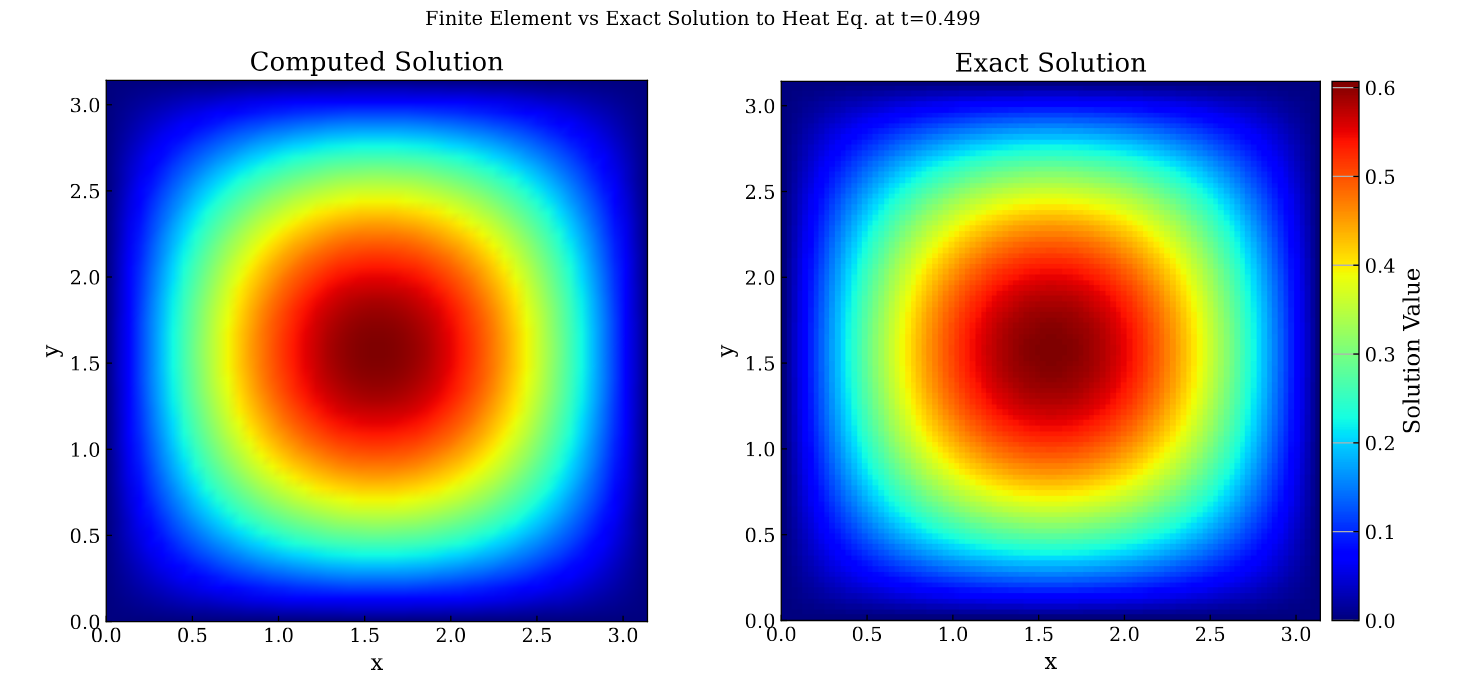 Finite Element vs Exact Solution to Heat Eq. at t=0.499
Computed Solution
3.0
2.5
2.0
1.5
1.0
0.5
0.0
y
0.0 0.5 1.0 1.5 2.0 2.5 3.0
x
Exact Solution
3.0
2.5
2.0
1.5
1.0
0.5
0.0
y
0.0 0.5 1.0 1.5 2.0 2.5 3.0
x
0.6
0.5
0.4
0.3
0.2
0.1
0.0
Solution Value